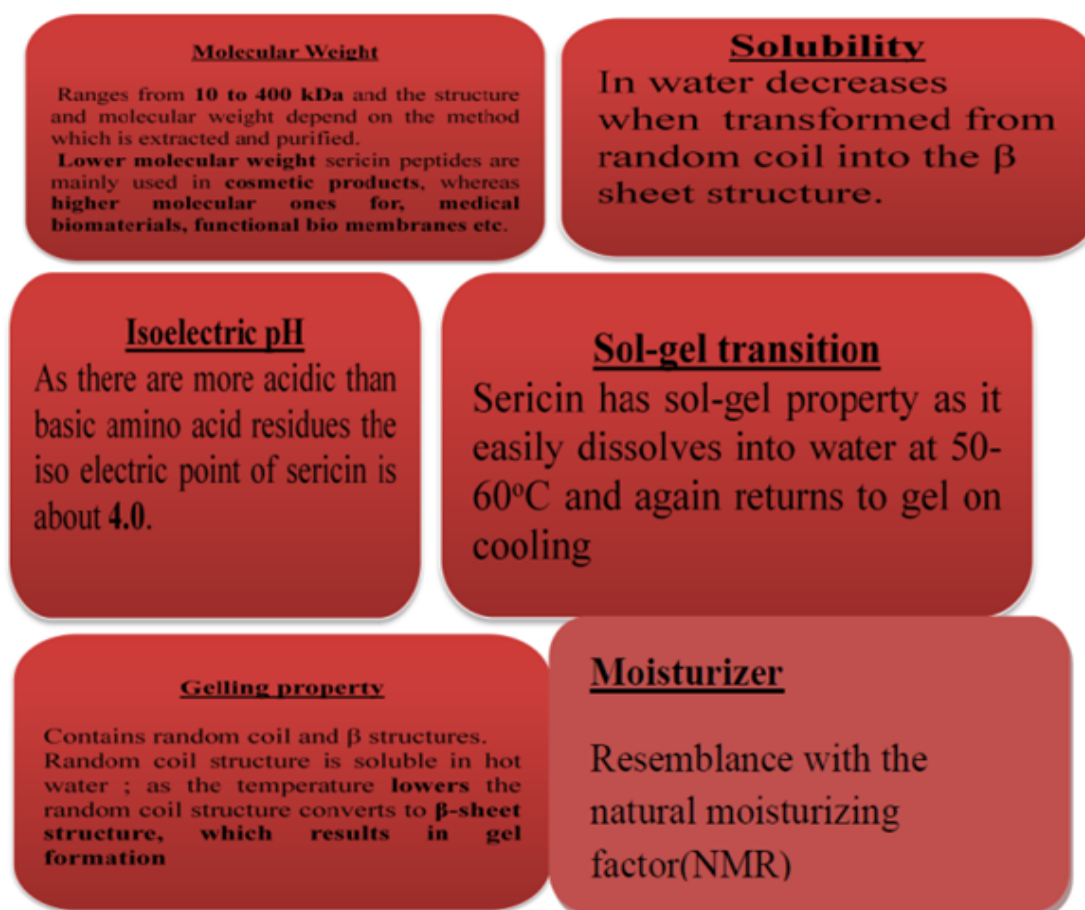 Molecular Weight
Ranges from 10 to 400 kDa and the structure
and molecular weight depend on the method
which is extracted and purified.
Lower molecular weight sericin peptides are
mainly used in cosmetic products, whereas
higher molecular ones for, medical
biomaterials, functional bio membranes etc.
Solubility
In water decreases
when transformed from
random coil into the β
sheet structure.
Isoelectric pH
As there are more acidic than
basic amino acid residues the
iso electric point of sericin is
about 4.0.
Sol-gel transition
Sericin has sol-gel property as it
easily dissolves into water at 50-
60ºC and again returns to gel on
cooling
Gelling property
Contains random coil and β structures.
Random coil structure is soluble in hot
water ; as the temperature lowers the
random coil structure converts to β-sheet
structure, which results in gel
formation
Moisturizer
Resemblance with the
natural moisturizing
factor(NMR)